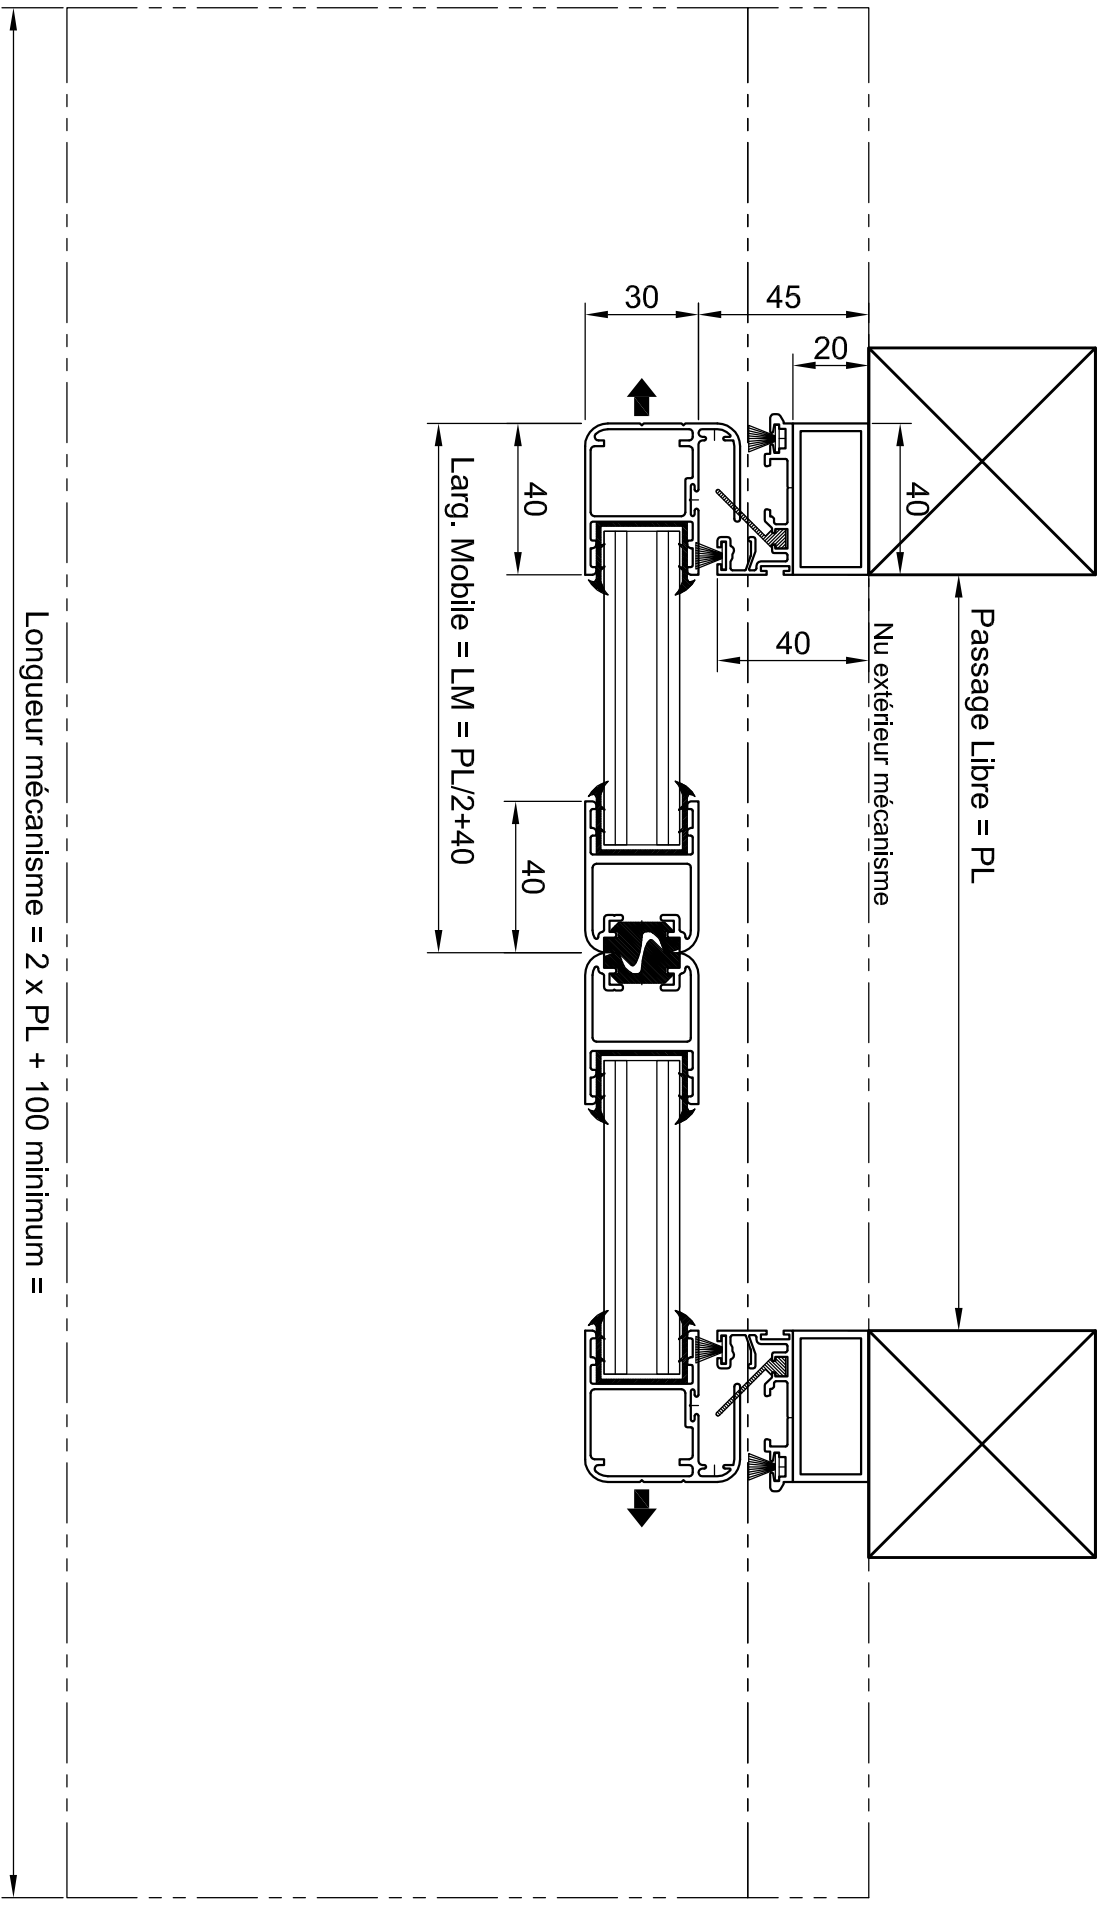 30
45
20
40
40
40
40
Larg. Mobile = LM = PL/2+40
Passage Libre = PL
Nu extérieur mécanisme
Longueur mécanisme = 2 x PL + 100 minimum =